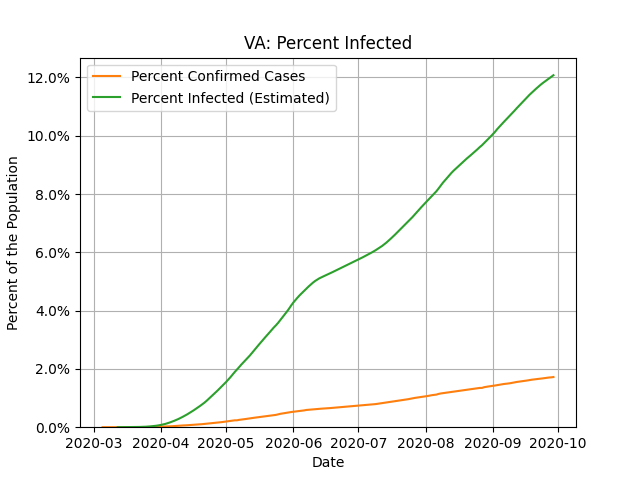 VA: Percent Infected
Percent Confirmed Cases
Percent Infected (Estimated)
Percent of the Population
12.0%
10.0%
8.0%
6.0%
4.0%
2.0%
0.0%
2020-03 2020-04 2020-05 2020-06 2020-07 2020-08 2020-09 2020-10
Date